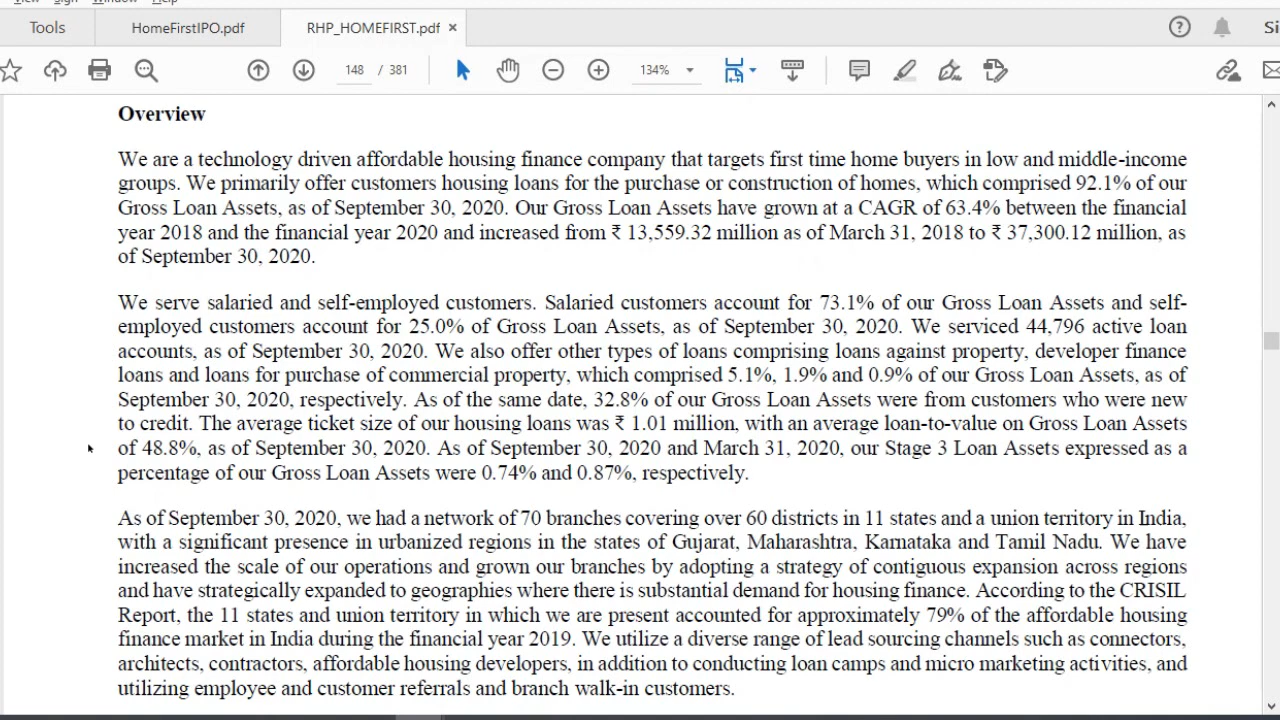 Tools HomeFirstIPO.pdf RHP_HOMEFIRST.pdf ×
148 / 381 134%
Overview
We are a technology driven affordable housing finance company that targets first time home buyers in low and middle-income
groups. We primarily offer customers housing loans for the purchase or construction of homes, which comprised 92.1% of our
Gross Loan Assets, as of September 30, 2020. Our Gross Loan Assets have grown at a CAGR of 63.4% between the financial
year 2018 and the financial year 2020 and increased from ₹ 13,559.32 million as of March 31, 2018 to ₹ 37,300.12 million, as
of September 30, 2020.
We serve salaried and self-employed customers. Salaried customers account for 73.1% of our Gross Loan Assets and self-
employed customers account for 25.0% of Gross Loan Assets, as of September 30, 2020. We serviced 44,796 active loan
accounts, as of September 30, 2020. We also offer other types of loans comprising loans against property, developer finance
loans and loans for purchase of commercial property, which comprised 5.1%, 1.9% and 0.9% of our Gross Loan Assets, as of
September 30, 2020, respectively. As of the same date, 32.8% of our Gross Loan Assets were from customers who were new
to credit. The average ticket size of our housing loans was ₹ 1.01 million, with an average loan-to-value on Gross Loan Assets
of 48.8%, as of September 30, 2020. As of September 30, 2020 and March 31, 2020, our Stage 3 Loan Assets expressed as a
percentage of our Gross Loan Assets were 0.74% and 0.87%, respectively.
As of September 30, 2020, we had a network of 70 branches covering over 60 districts in 11 states and a union territory in India,
with a significant presence in urbanized regions in the states of Gujarat, Maharashtra, Karnataka and Tamil Nadu. We have
increased the scale of our operations and grown our branches by adopting a strategy of contiguous expansion across regions
and have strategically expanded to geographies where there is substantial demand for housing finance. According to the CRISIL
Report, the 11 states and union territory in which we are present accounted for approximately 79% of the affordable housing
finance market in India during the financial year 2019. We utilize a diverse range of lead sourcing channels such as connectors,
architects, contractors, affordable housing developers, in addition to conducting loan camps and micro marketing activities, and
utilizing employee and customer referrals and branch walk-in customers.